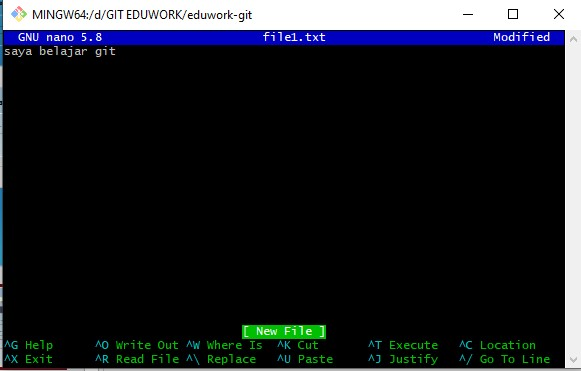 MINGW64:/d/GIT EDUWORK/eduwork-git
GNU nano 5.8 file1.txt Modified
saya belajar git
[ New File ]
^G Help ^O Write Out ^W Where Is ^K Cut ^T Execute ^C Location
^X Exit ^R Read File ^\ Replace ^U Paste ^J Justify ^/ Go To Line